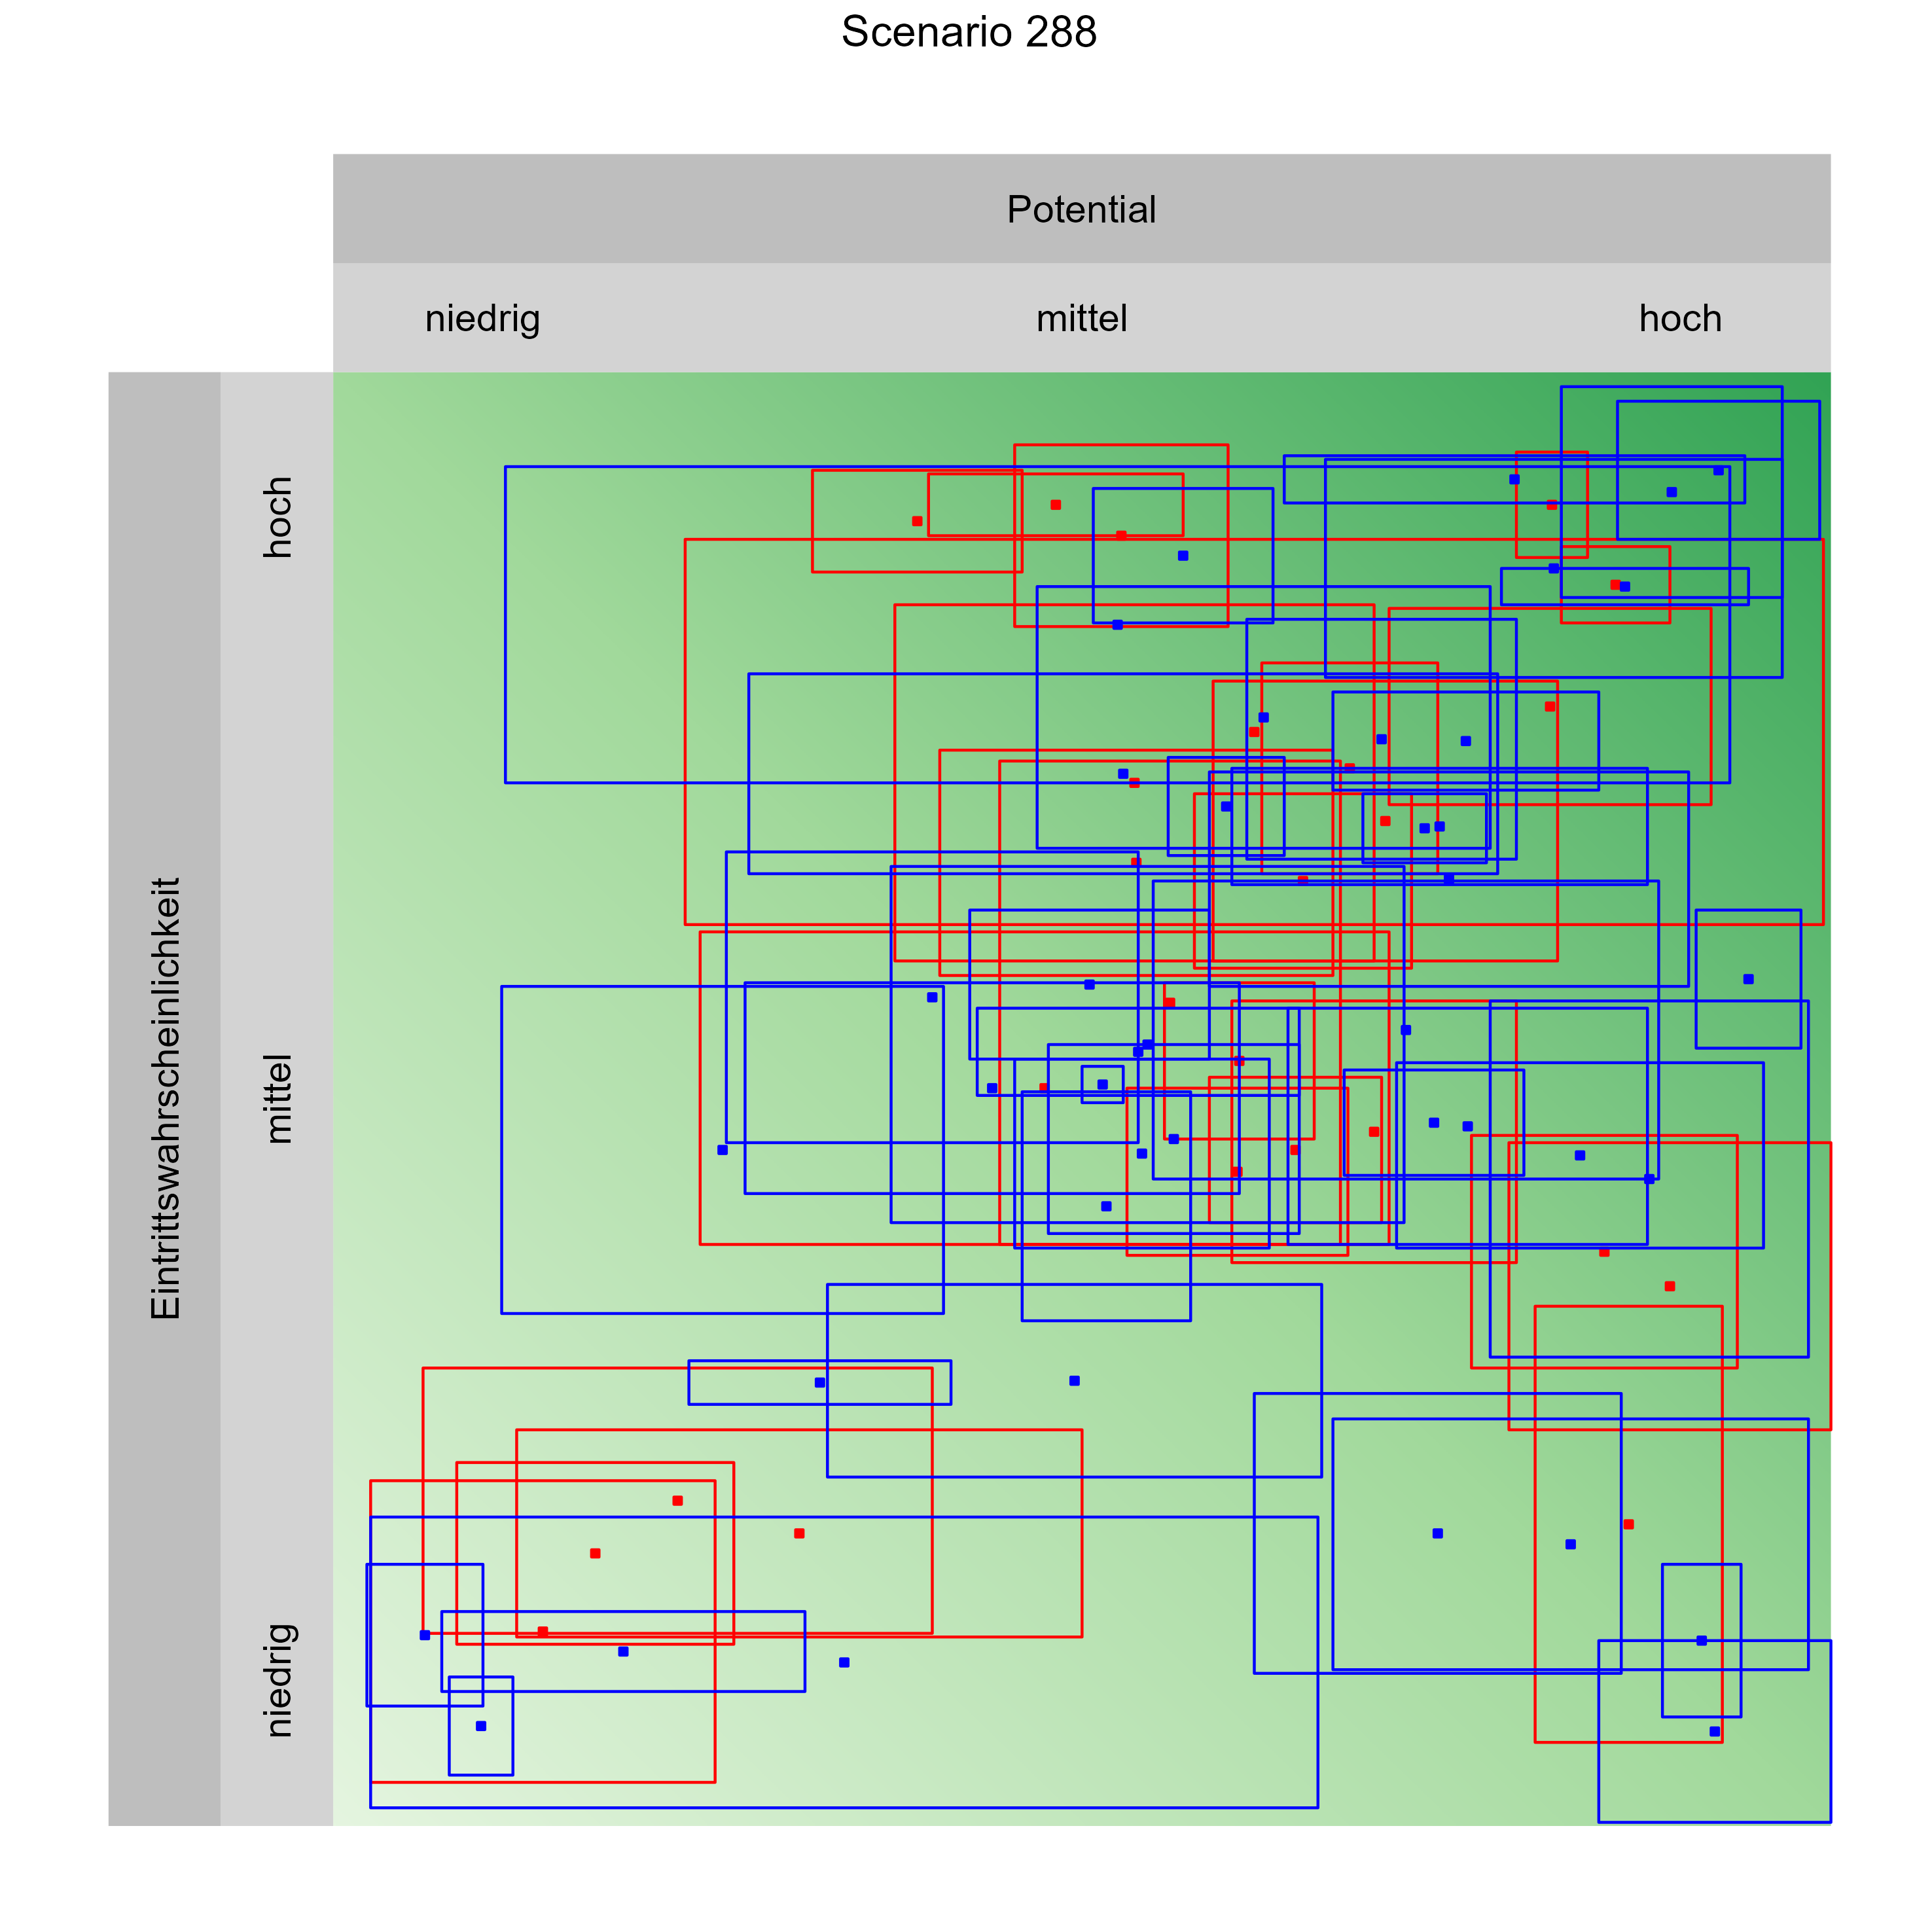 Scenario 288
Potential
niedrig
mittel
hoch
Eintrittswahrscheinlichkeit
hoch
mittel
niedrig